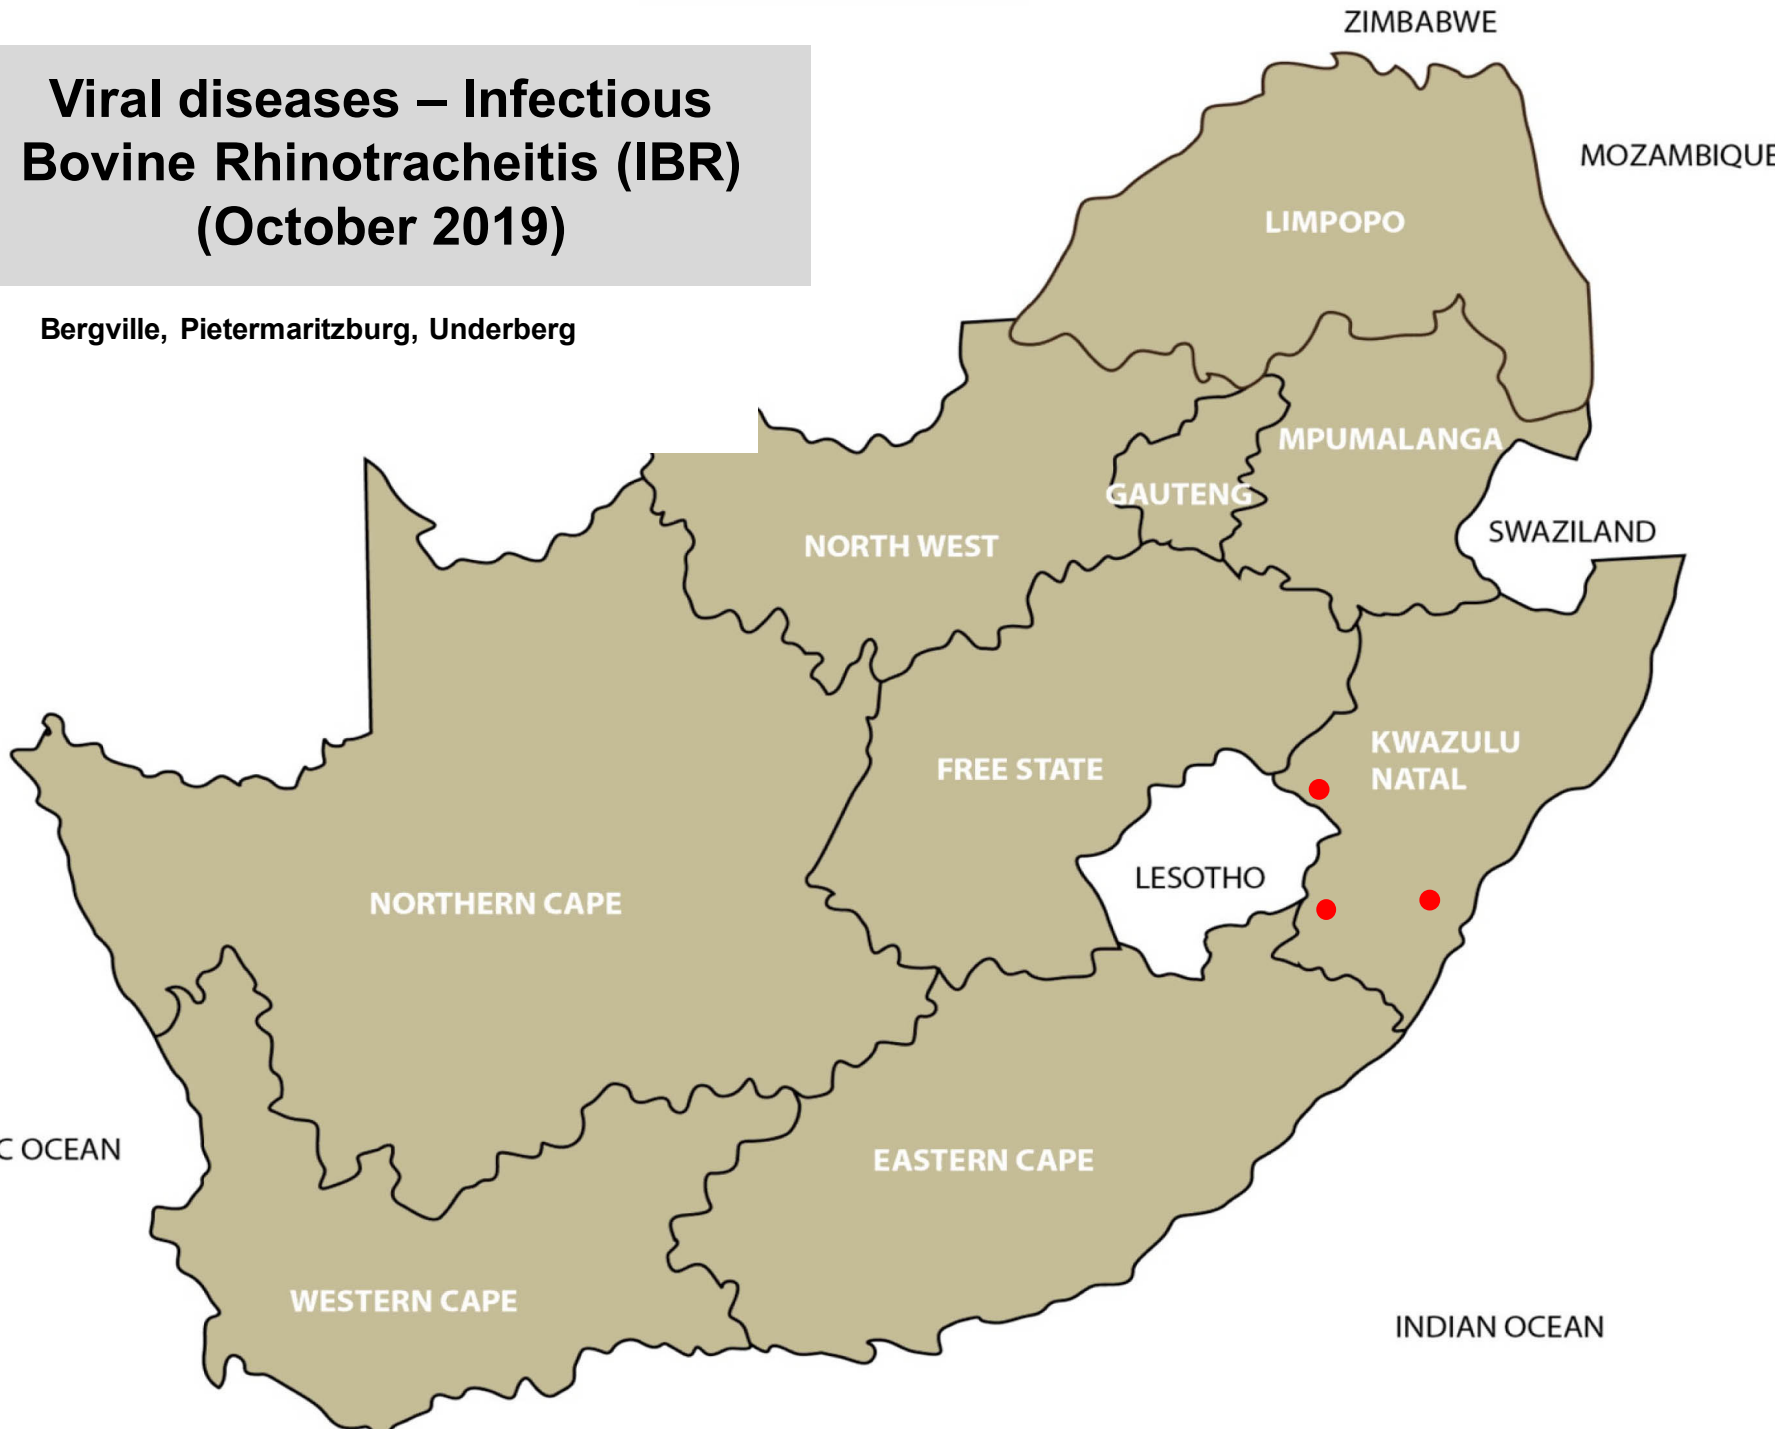 Viral diseases – Infectious
Bovine Rhinotracheitis (IBR)
(October 2019)
Bergville, Pietermaritzburg, Underberg
ZIMBABWE
MOZAMBIQUE
LIMPOPO
MPUMALANGA
GAUTENG
SWAZILAND
NORTH WEST
KWAZULU
NATAL
FREE STATE
LESOTHO
NORTHERN CAPE
C OCEAN
EASTERN CAPE
WESTERN CAPE
INDIAN OCEAN